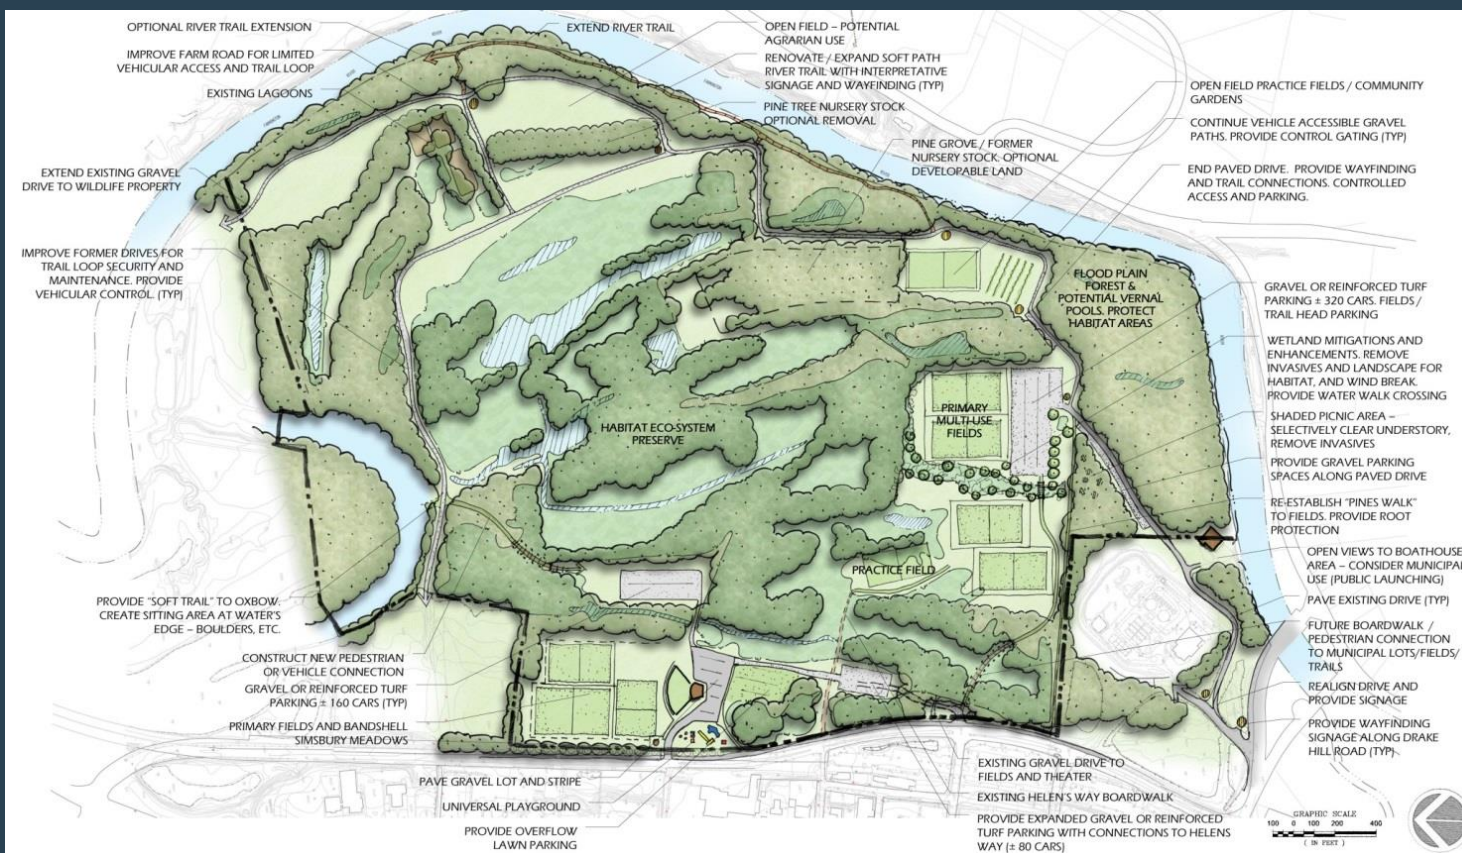 OPTIONAL RIVER TRAIL EXTENSION
IMPROVE FARM ROAD FOR LIMITED
VEHICULAR ACCESS AND TRAIL LOOP
EXISTING LAGOONS
EXTEND EXISTING GRAVEL
DRIVE TO WILDLIFE PROPERTY
IMPROVE FORMER DRIVES FOR
TRAIL LOOP SECURITY AND
MAINTENANCE. PROVIDE
VEHICULAR CONTROL. (TYP)
PROVIDE "SOFT TRAIL" TO OXBOW.
CREATE SITTING AREA AT WATER'S
EDGE – BOULDERS, ETC.
CONSTRUCT NEW PEDESTRIAN
OR VEHICLE CONNECTION
GRAVEL OR REINFORCED TURF
PARKING ± 160 CARS (TYP)
PRIMARY FIELDS AND BANDSHELL
SIMSBURY MEADOWS
PAVE GRAVEL LOT AND STRIPE
UNIVERSAL PLAYGROUND
PROVIDE OVERFLOW
LAWN PARKING
EXTEND RIVER TRAIL
OPEN FIELD – POTENTIAL
AGRARIAN USE
RENOVATE / EXPAND SOFT PATH
RIVER TRAIL WITH INTERPRETATIVE
SIGNAGE AND WAYFINDING (TYP)
PINE TREE NURSERY STOCK
OPTIONAL REMOVAL
PINE GROVE / FORMER
NURSERY STOCK. OPTIONAL
DEVELOPABLE LAND
FLOOD PLAIN
FOREST &
POTENTIAL VERNAL
POOLS. PROTECT
HABITAT AREAS
HABITAT ECO-SYSTEM
PRESERVE
PRIMARY
MULTI-USE
FIELDS
PRACTICE FIELD
OPEN FIELD PRACTICE FIELDS / COMMUNITY
GARDENS
CONTINUE VEHICLE ACCESSIBLE GRAVEL
PATHS. PROVIDE CONTROL GATING (TYP)
END PAVED DRIVE. PROVIDE WAYFINDING
AND TRAIL CONNECTIONS. CONTROLLED
ACCESS AND PARKING.
GRAVEL OR REINFORCED TURF
PARKING ± 320 CARS. FIELDS /
TRAIL HEAD PARKING
WETLAND MITIGATIONS AND
ENHANCEMENTS. REMOVE
INVASIVES AND LANDSCAPE FOR
HABITAT, AND WIND BREAK.
PROVIDE WATER WALK CROSSING
SHADED PICNIC AREA –
SELECTIVELY CLEAR UNDERSTORY,
REMOVE INVASIVES
PROVIDE GRAVEL PARKING
SPACES ALONG PAVED DRIVE
RE-ESTABLISH "PINES WALK"
TO FIELDS. PROVIDE ROOT
PROTECTION
OPEN VIEWS TO BOATHOUSE
AREA – CONSIDER MUNICIPAL
USE (PUBLIC LAUNCHING)
PAVE EXISTING DRIVE (TYP)
FUTURE BOARDWALK /
PEDESTRIAN CONNECTION
TO MUNICIPAL LOTS/FIELDS/
TRAILS
REALIGN DRIVE AND
PROVIDE SIGNAGE
PROVIDE WAYFINDING
SIGNAGE ALONG DRAKE
HILL ROAD (TYP)
EXISTING GRAVEL DRIVE TO
FIELDS AND THEATER
EXISTING HELEN'S WAY BOARDWALK
PROVIDE EXPANDED GRAVEL OR REINFORCED
TURF PARKING WITH CONNECTIONS TO HELENS
WAY (± 80 CARS)
GRAPHIC SCALE
100 0 100 200 400
( IN FEET )